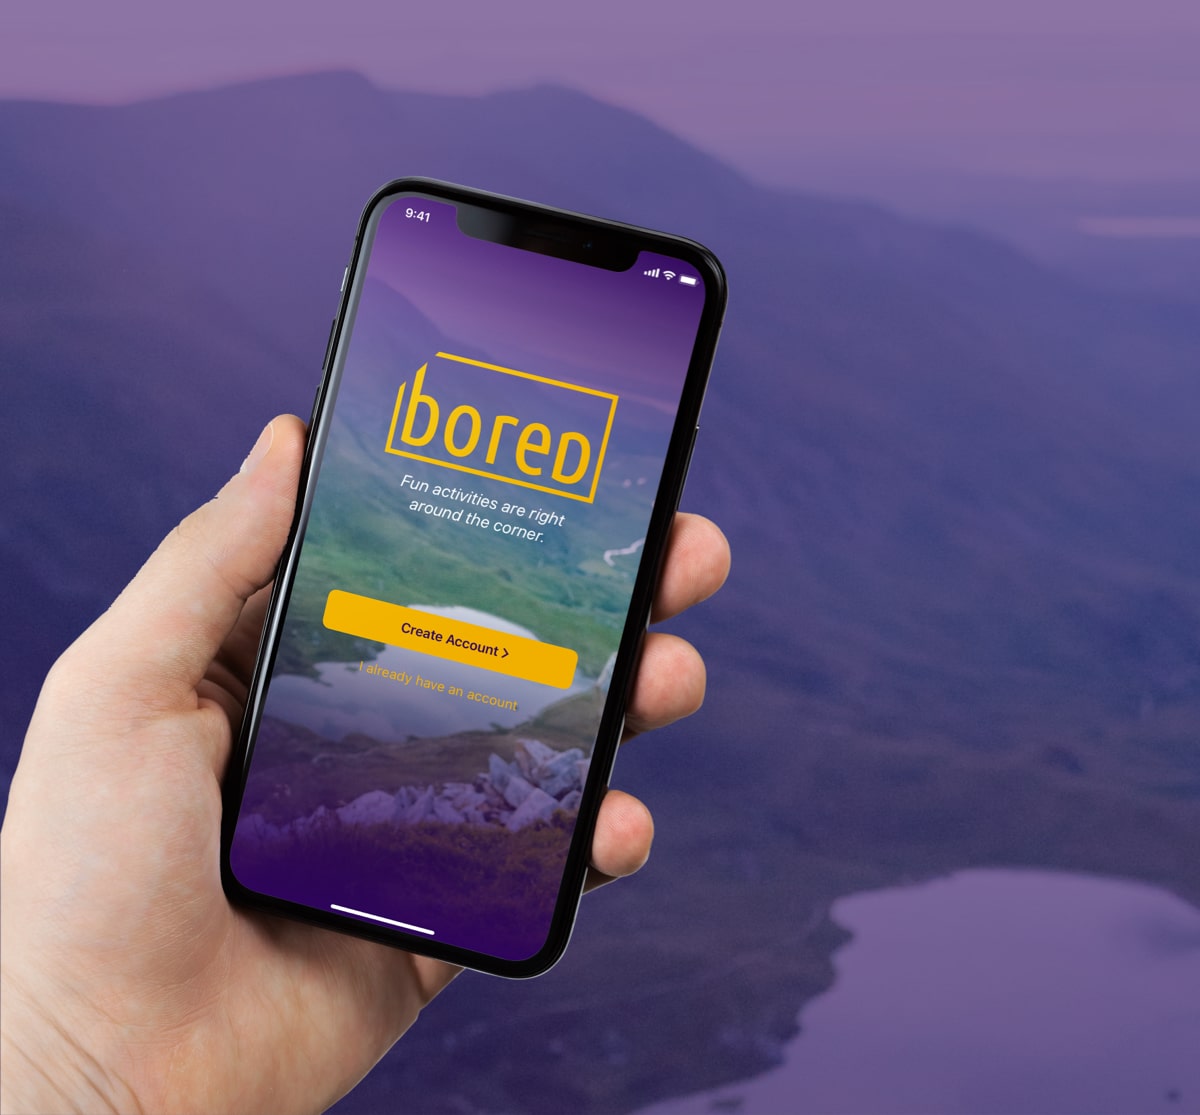 9:41
bored
Fun activities are right
around the corner.
Create Account >
I already have an account